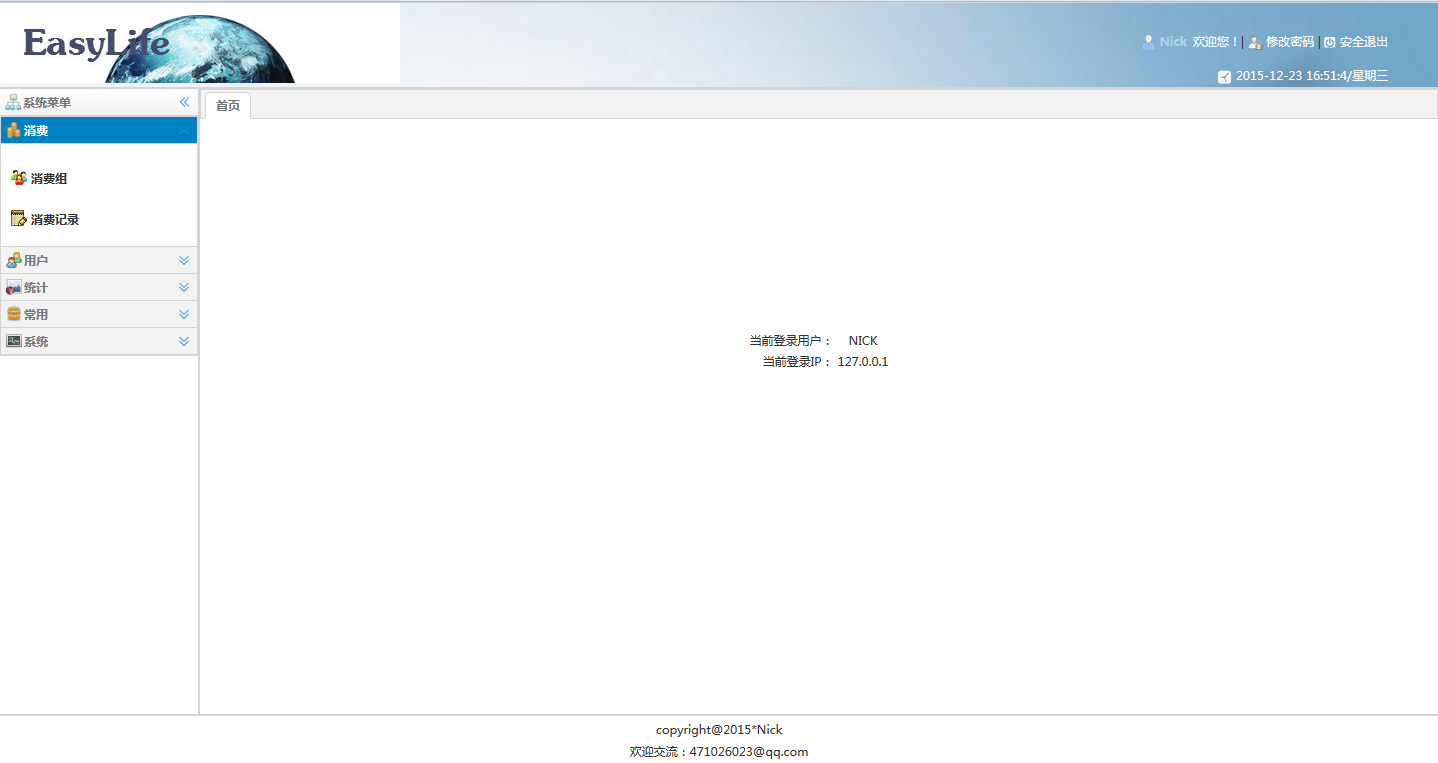 EasyLife
Nick 欢迎您！| 修改密码 | 安全退出
2015-12-23 16:51:4/星期三
系统菜单
首页
消费
消费组
消费记录
用户
统计
常用
系统
当前登录用户： NICK
当前登录IP： 127.0.0.1
copyright@2015*Nick
欢迎交流：471026023@qq.com